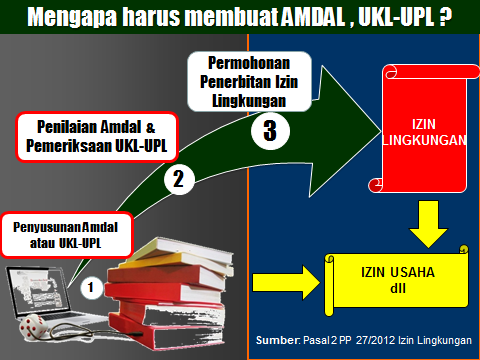 Mengapa harus membuat AMDAL , UKL-UPL ?
Permohonan
Penerbitan Izin
Lingkungan
3
Penilaian Amdal &
Pemeriksaan UKL-UPL
2
Penyusunan Amdal
atau UKL-UPL
1
IZIN
LINGKUNGAN
IZIN USAHA
dll
Sumber: Pasal 2 PP 27/2012 Izin Lingkungan